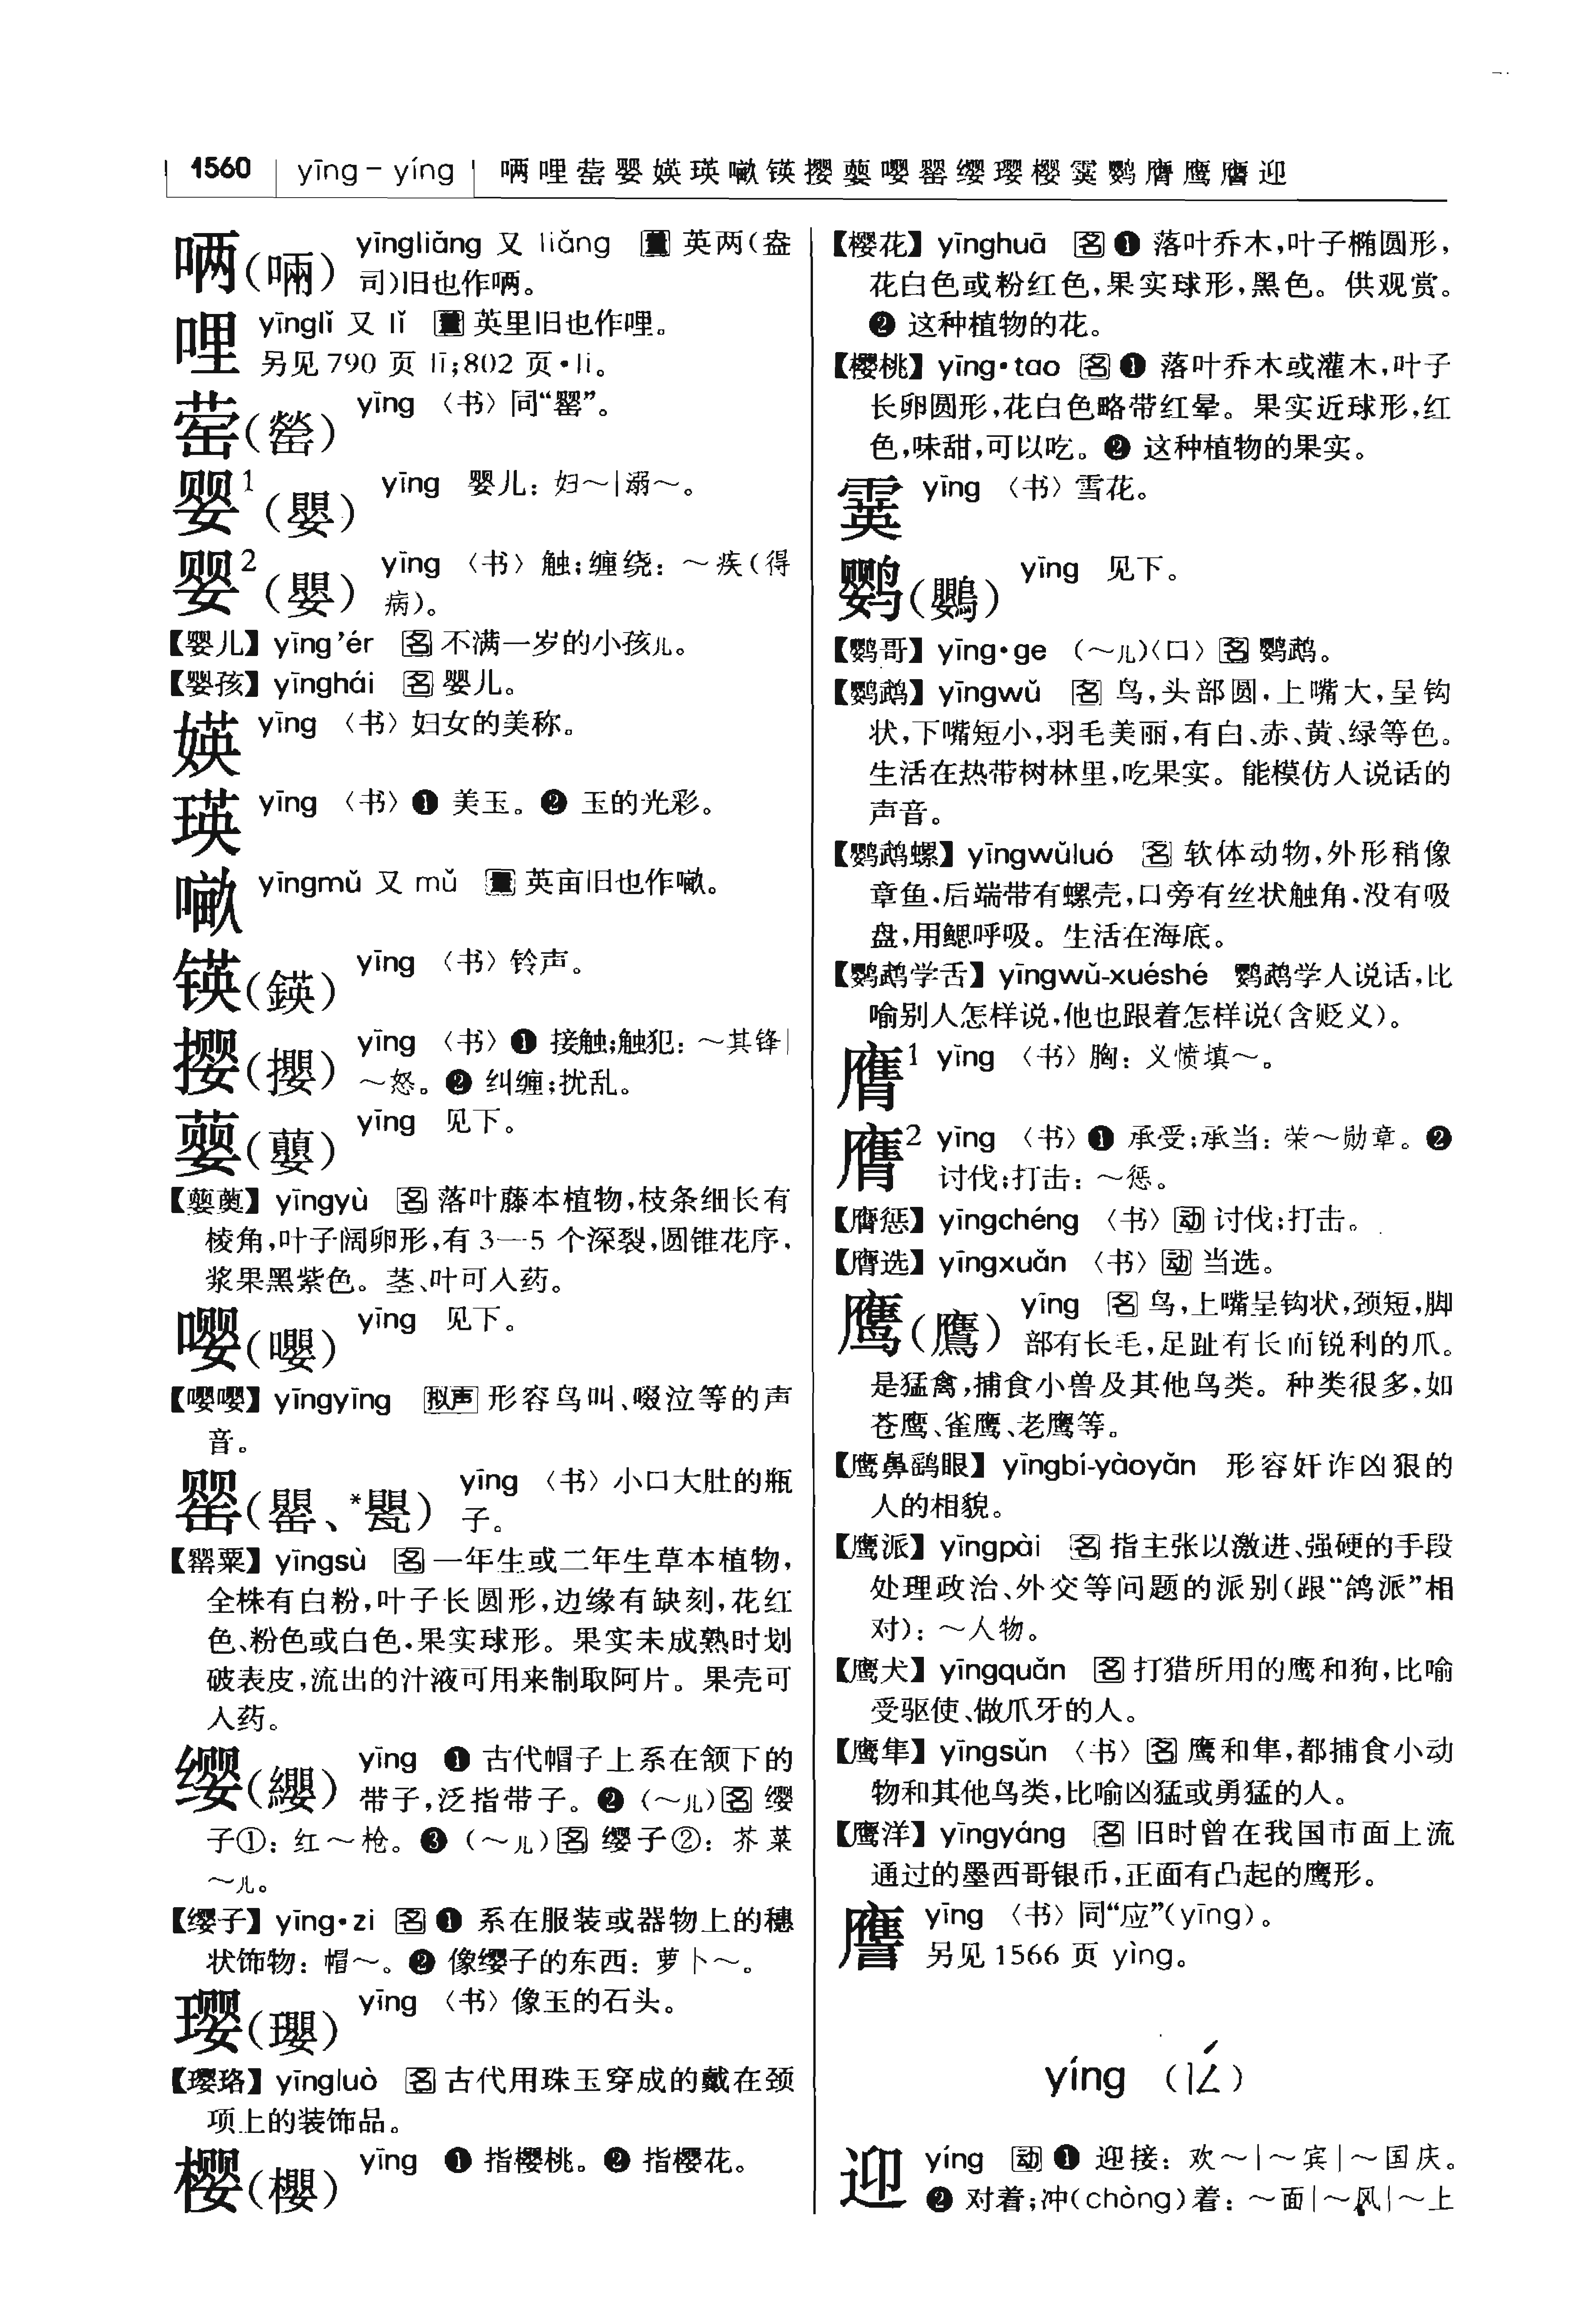 1560 yīng－yíng 唡哩䓨婴媖瑛㗏锳撄蘡嘤罂缨璎樱霙鹦膺鹰譍迎
唡(啢) yīngliǎng 又 liǎng 量 英两(盎
司)旧也作唡。
哩 yīnglǐ 又 lǐ 量 英里旧也作哩。
另见790 页 lī；802 页·li。
䓨(罃) yīng 〈书〉同“罂”。
婴1(嬰) yīng 婴儿：妇～|溺～。
婴2(嬰) yīng 〈书〉触；缠绕：～疾(得
病)。
【婴儿】yīng’ér 名 不满一岁的小孩儿。
【婴孩】yīnghái 名 婴儿。
媖 yīng 〈书〉妇女的美称。
瑛 yīng 〈书〉❶ 美玉。❷ 玉的光彩。
㗏 yīngmǔ 又 mǔ 量 英亩旧也作㗏。
锳(鍈) yīng 〈书〉铃声。
撄(攖) yīng 〈书〉❶ 接触；触犯：～其锋|
～怒。❷ 纠缠；扰乱。
蘡(蘡) yīng 见下。
【蘡薁】yīngyù 名 落叶藤本植物，枝条细长有
棱角，叶子阔卵形，有 3—5 个深裂，圆锥花序，
浆果黑紫色。茎、叶可入药。
嘤(嚶) yīng 见下。
【嘤嘤】yīngyīng 拟声 形容鸟叫、啜泣等的声
音。
罂(罌、*甖) yīng 〈书〉小口大肚的瓶
子。
【罂粟】yīngsù 名 一年生或二年生草本植物，
全株有白粉，叶子长圆形，边缘有缺刻，花红
色、粉色或白色，果实球形。果实未成熟时划
破表皮，流出的汁液可用来制取阿片。果壳可
入药。
缨(纓) yīng ❶ 古代帽子上系在颔下的
带子，泛指带子。❷（～儿）名 缨
子①：红～枪。❸（～儿）名 缨子②：芥菜
～儿。
【缨子】yīng·zi 名 ❶ 系在服装或器物上的穗
状饰物：帽～。❷ 像缨子的东西：萝卜～。
璎(瓔) yīng 〈书〉像玉的石头。
【璎珞】yīngluò 名 古代用珠玉穿成的戴在颈
项上的装饰品。
樱(櫻) yīng ❶ 指樱桃。❷ 指樱花。
【樱花】yīnghuā 名 ❶ 落叶乔木，叶子椭圆形，
花白色或粉红色，果实球形，黑色。供观赏。
❷ 这种植物的花。
【樱桃】yīng·tao 名 ❶ 落叶乔木或灌木，叶子
长卵圆形，花白色略带红晕。果实近球形，红
色，味甜，可以吃。❷ 这种植物的果实。
霙 yīng 〈书〉雪花。
鹦(鸚) yīng 见下。
【鹦哥】yīng·ge （～儿）〈口〉名 鹦鹉。
【鹦鹉】yīngwǔ 名 鸟，头部圆，上嘴大，呈钩
状，下嘴短小，羽毛美丽，有白、赤、黄、绿等色。
生活在热带树林里，吃果实。能模仿人说话的
声音。
【鹦鹉螺】yīngwǔluó 名 软体动物，外形稍像
章鱼，后端带有螺壳，口旁有丝状触角，没有吸
盘，用鳃呼吸。生活在海底。
【鹦鹉学舌】yīngwǔ-xuéshé 鹦鹉学人说话，比
喻别人怎样说，他也跟着怎样说(含贬义)。
膺1 yīng 〈书〉胸：义愤填～。
膺2 yīng 〈书〉❶ 承受；承当：荣～勋章。❷
讨伐；打击：～惩。
【膺惩】yīngchéng 〈书〉动 讨伐；打击。
【膺选】yīngxuǎn 〈书〉动 当选。
鹰(鷹) yīng 名 鸟，上嘴呈钩状，颈短，脚
部有长毛，足趾有长而锐利的爪。
是猛禽，捕食小兽及其他鸟类。种类很多，如
苍鹰、雀鹰、老鹰等。
【鹰鼻鹞眼】yīngbí-yàoyǎn 形容奸诈凶狠的
人的相貌。
【鹰派】yīngpài 名 指主张以激进、强硬的手段
处理政治、外交等问题的派别(跟“鸽派”相
对)：～人物。
【鹰犬】yīngquǎn 名 打猎所用的鹰和狗，比喻
受驱使、做爪牙的人。
【鹰隼】yīngsǔn 〈书〉名 鹰和隼，都捕食小动
物和其他鸟类，比喻凶猛或勇猛的人。
【鹰洋】yīngyáng 名 旧时曾在我国市面上流
通过的墨西哥银币，正面有凸起的鹰形。
譍 yīng 〈书〉同“应”(yīng)。
另见 1566 页 yìng。
yíng （ㄧㄥˊ）
迎 yíng 动 ❶ 迎接：欢～|～宾|～国庆。
❷ 对着；冲(chòng)着：～面|～风|～上